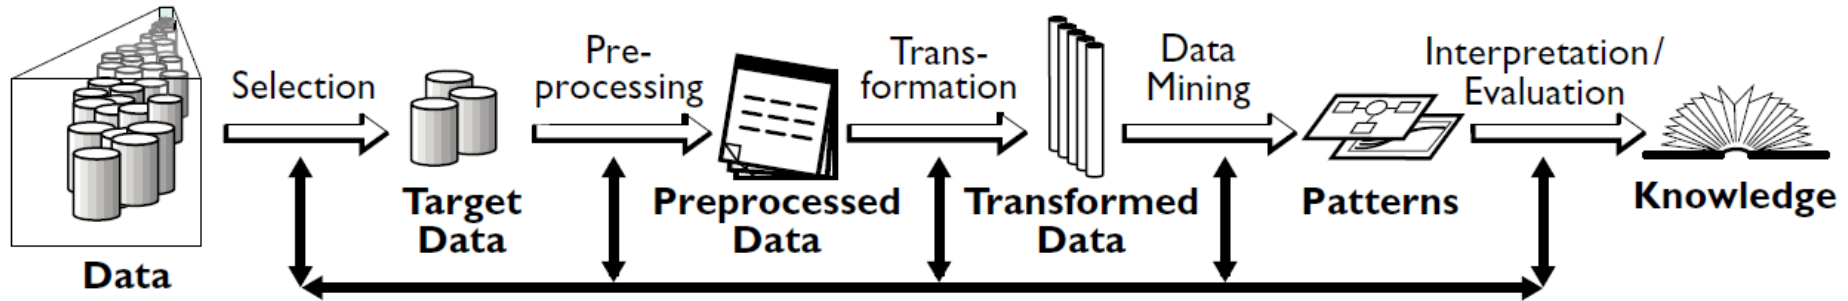 Data
Selection
Target
Data
Pre-
processing
Preprocessed
Data
Trans-
formation
Transformed
Data
Data
Mining
Patterns
Interpretation/
Evaluation
Knowledge